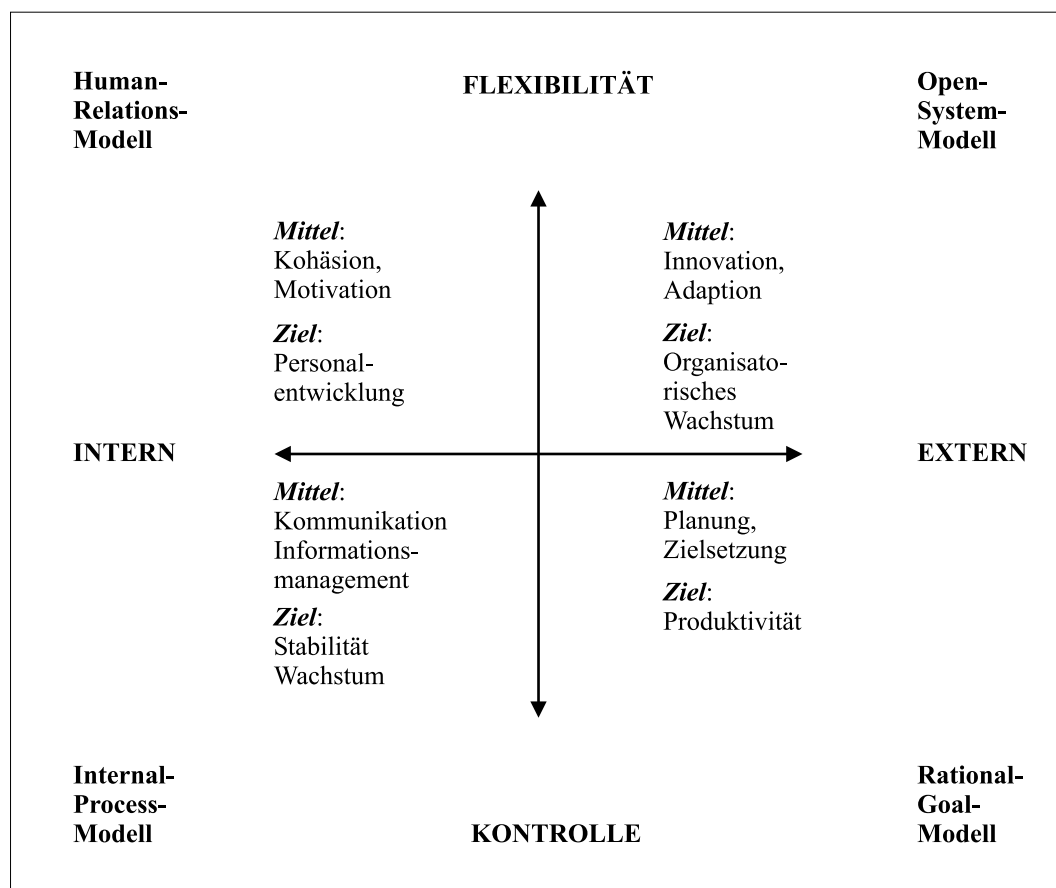 Human-
Relations-
Modell
FLEXIBILITÄT
Open-
System-
Modell
Mittel:
Kohäsion,
Motivation
Ziel:
Personal-
entwicklung
Mittel:
Innovation,
Adaption
Ziel:
Organisato-
risches
Wachstum
INTERN
EXTERN
Mittel:
Kommunikation
Informations-
management
Ziel:
Stabilität
Wachstum
Mittel:
Planung,
Zielsetzung
Ziel:
Produktivität
Internal-
Process-
Modell
KONTROLLE
Rational-
Goal-
Modell